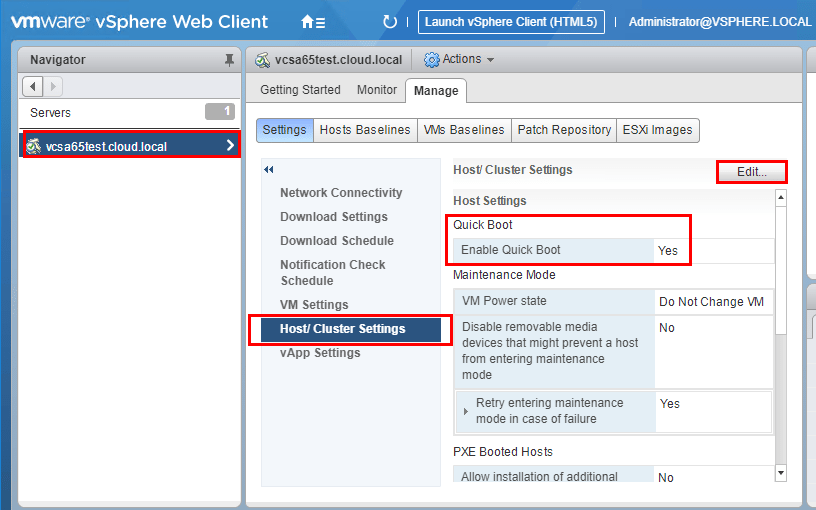 vmware® vSphere Web Client
Launch vSphere Client (HTML5)
Administrator@VSPHERE.LOCAL
Navigator
Servers 1
vcsa65test.cloud.local
vcsa65test.cloud.local
Actions
Getting Started Monitor Manage
Settings Hosts Baselines VMs Baselines Patch Repository ESXi Images
Network Connectivity
Download Settings
Download Schedule
Notification Check
Schedule
VM Settings
Host/ Cluster Settings
vApp Settings
Host/ Cluster Settings
Edit...
Host Settings
Quick Boot
Enable Quick Boot Yes
Maintenance Mode
VM Power state Do Not Change VM
Disable removable media No
devices that might prevent a host
from entering maintenance
mode
Retry entering maintenance Yes
mode in case of failure
PXE Booted Hosts
Allow installation of additional No